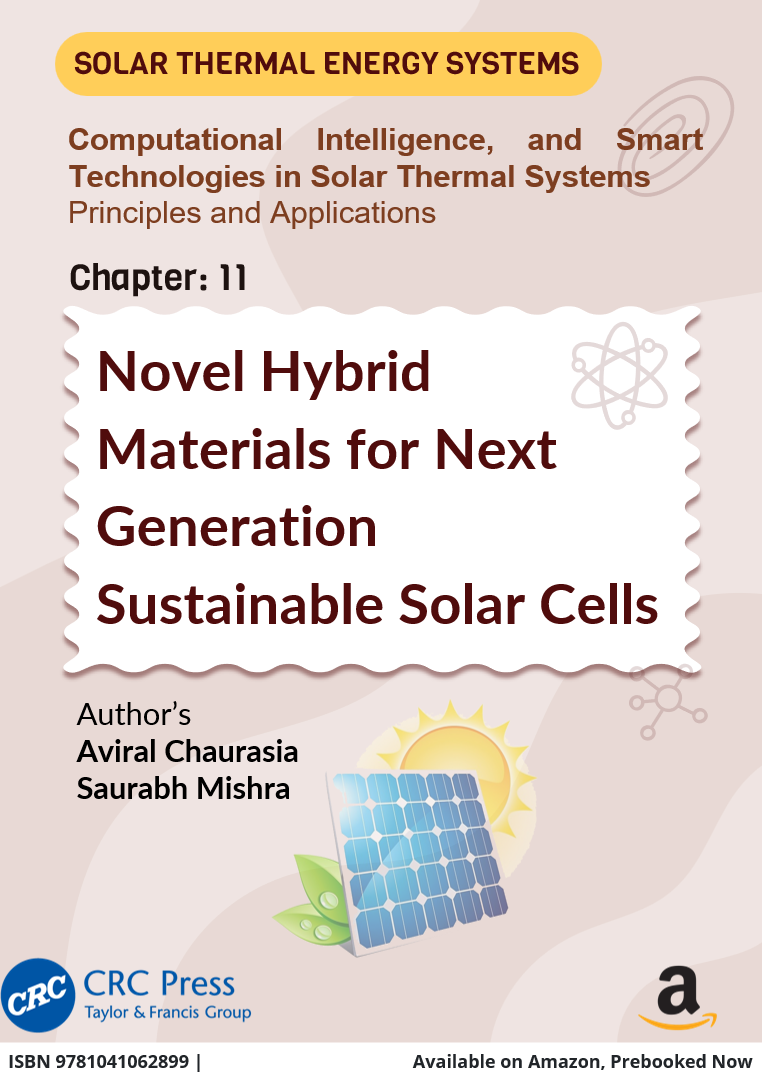 SOLAR THERMAL ENERGY SYSTEMS
Computational Intelligence, and Smart
Technologies in Solar Thermal Systems
Principles and Applications
Chapter: 11
Novel Hybrid
Materials for Next
Generation
Sustainable Solar Cells
Author's
Aviral Chaurasia
Saurabh Mishra
CRC
CRC Press
Taylor & Francis Group
a
ISBN 9781041062899 |
Available on Amazon, Prebooked Now